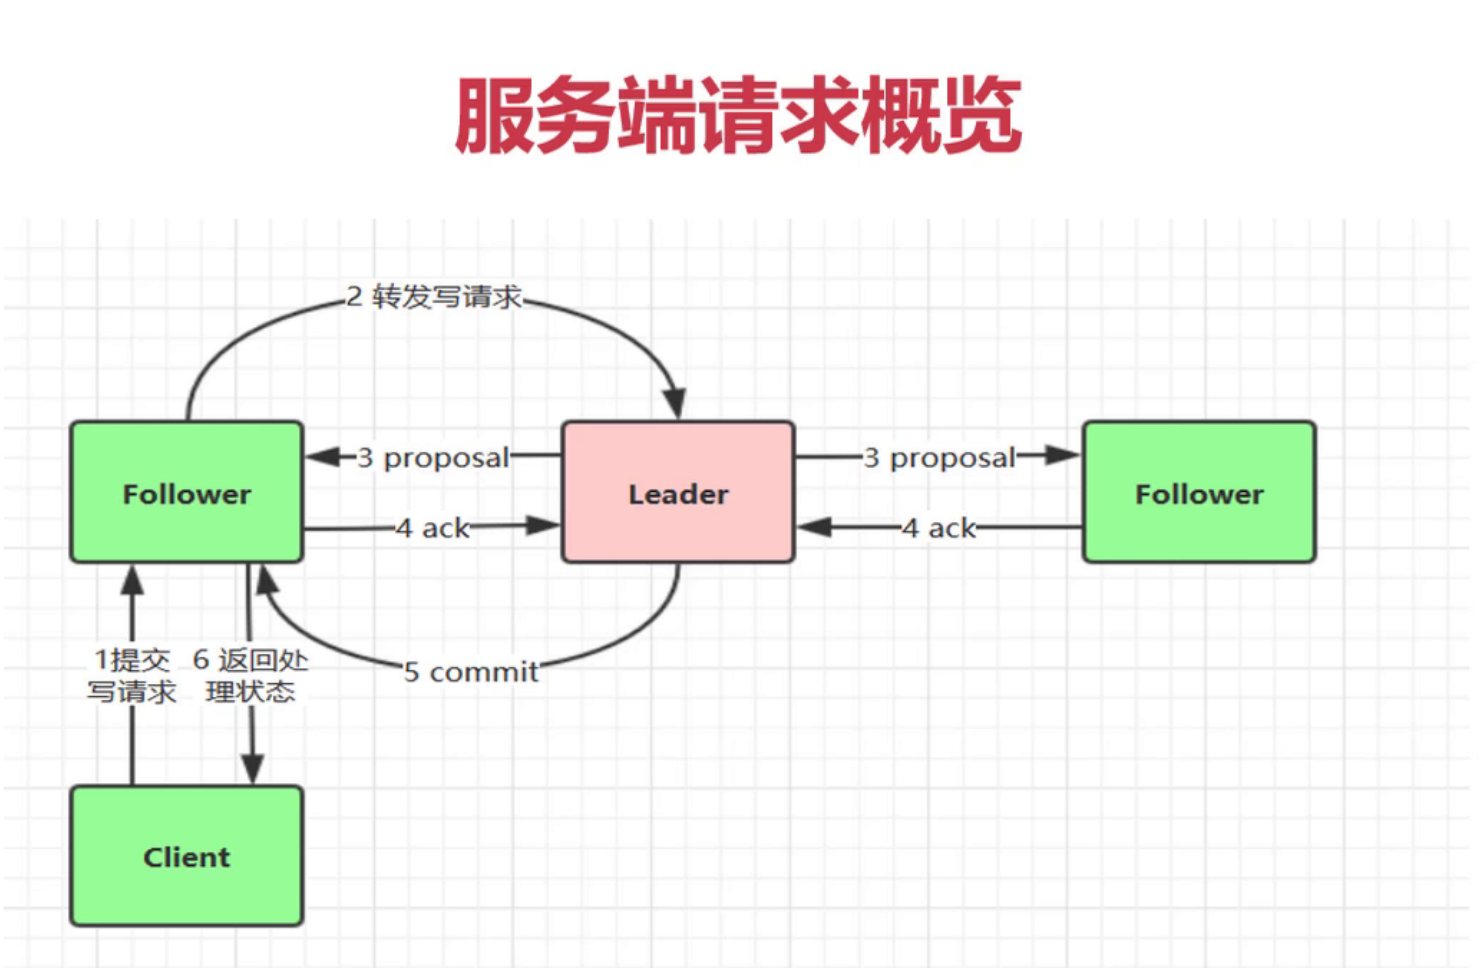 服务端请求概览
2 转发写请求
3 proposal
3 proposal
Follower
Leader
Follower
4 ack
4 ack
1提交
写请求
6 返回处
理状态
5 commit
Client